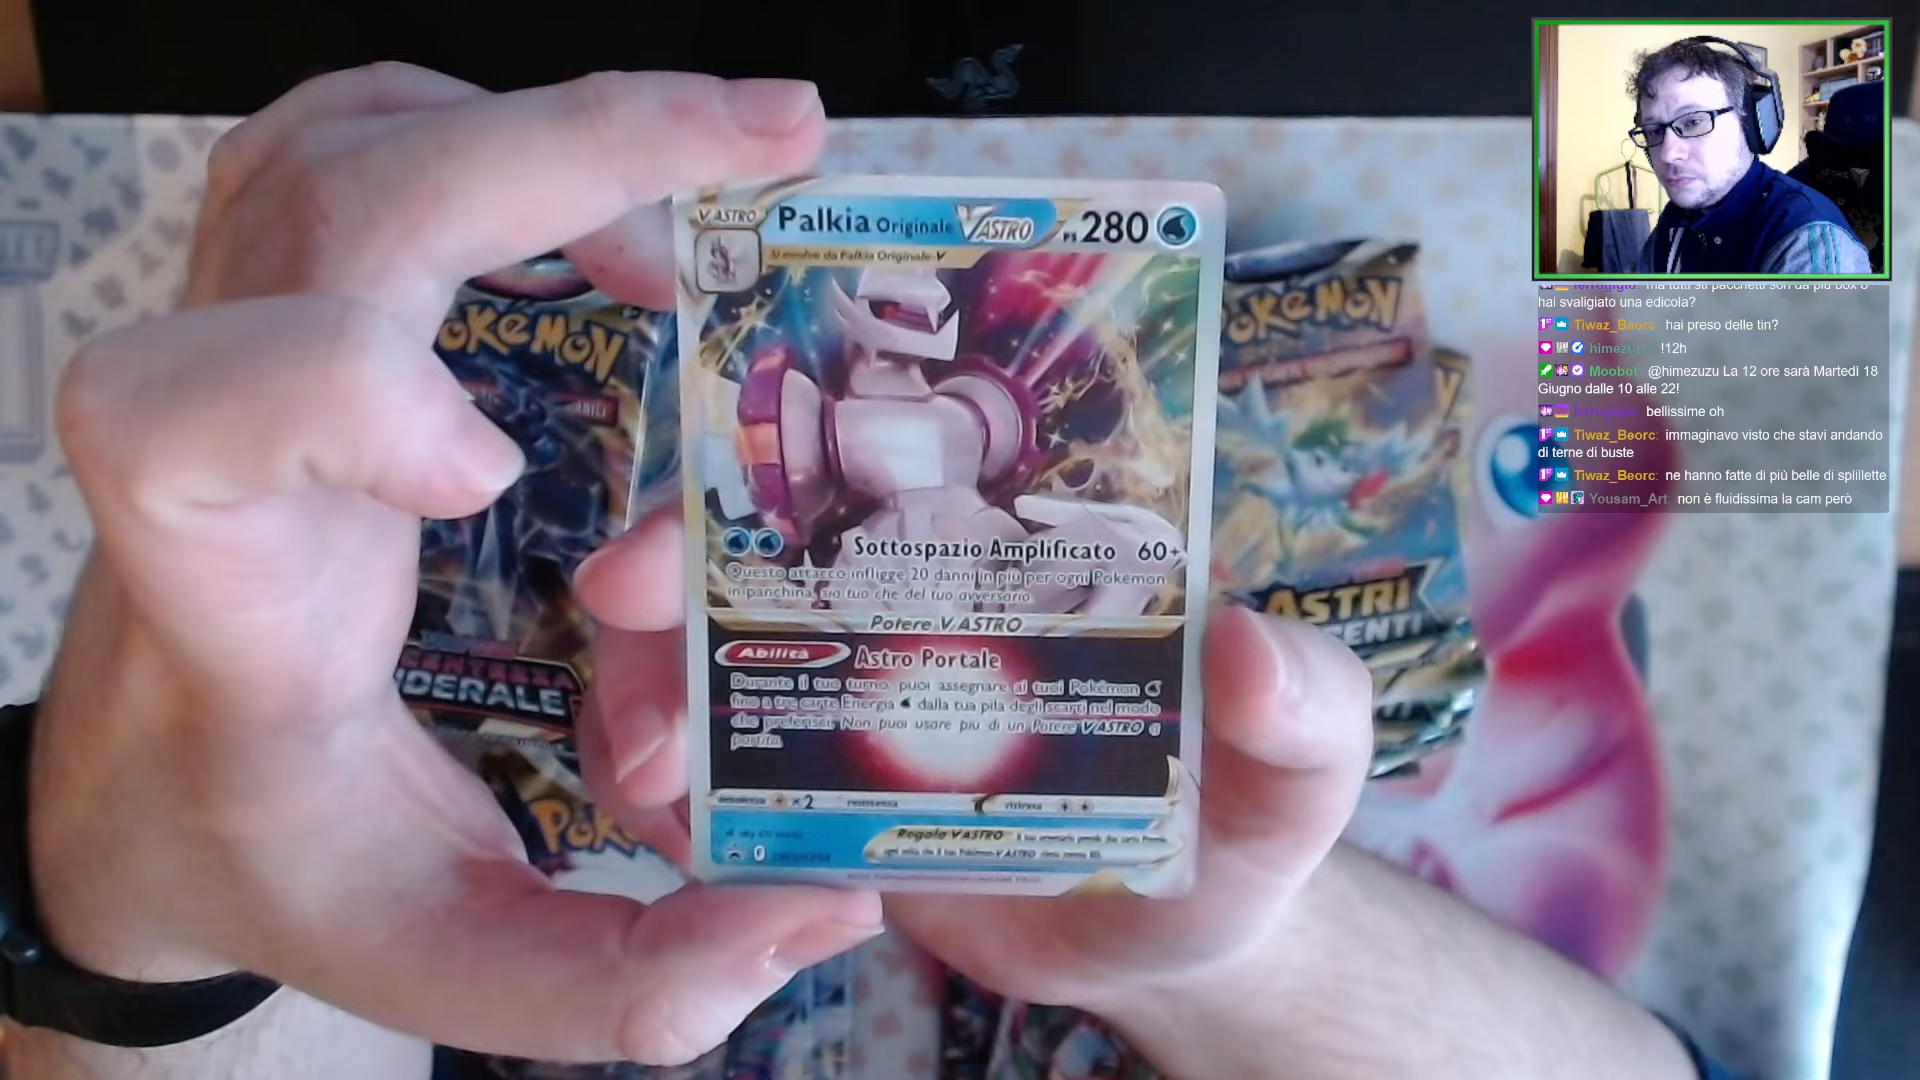 V ASTRO
Palkia Originale VASTRO PS 280
Si evolve da Palkia Originale-V
Sottospazio Amplificato 60+
Questo attacco infligge 20 danni in più per ogni Pokémon
in panchina, sia tuo che del tuo avversario.
Potere V ASTRO
Abilità Astro Portale
Durante il tuo turno, puoi assegnare ai tuoi Pokémon
fino a tre carte Energia dalla tua pila degli scarti nel modo
che preferisci. Non puoi usare più di un Potere VASTRO a
partita.
debolezza ×2 resistenza ritirata
Regola VASTRO
POKéMON
DERALE
POKéMON
ASTRI
CENTI
ferrogigio: ma tutti sti pacchetti son da più box o
hai svaligiato una edicola?
Tiwaz_Beorc: hai preso delle tin?
himezuzu: !12h
Moobot: @himezuzu La 12 ore sarà Martedì 18
Giugno dalle 10 alle 22!
ferrogigio: bellissime oh
Tiwaz_Beorc: immaginavo visto che stavi andando
di terne di buste
Tiwaz_Beorc: ne hanno fatte di più belle di splillette
Yousam_Art: non è fluidissima la cam però